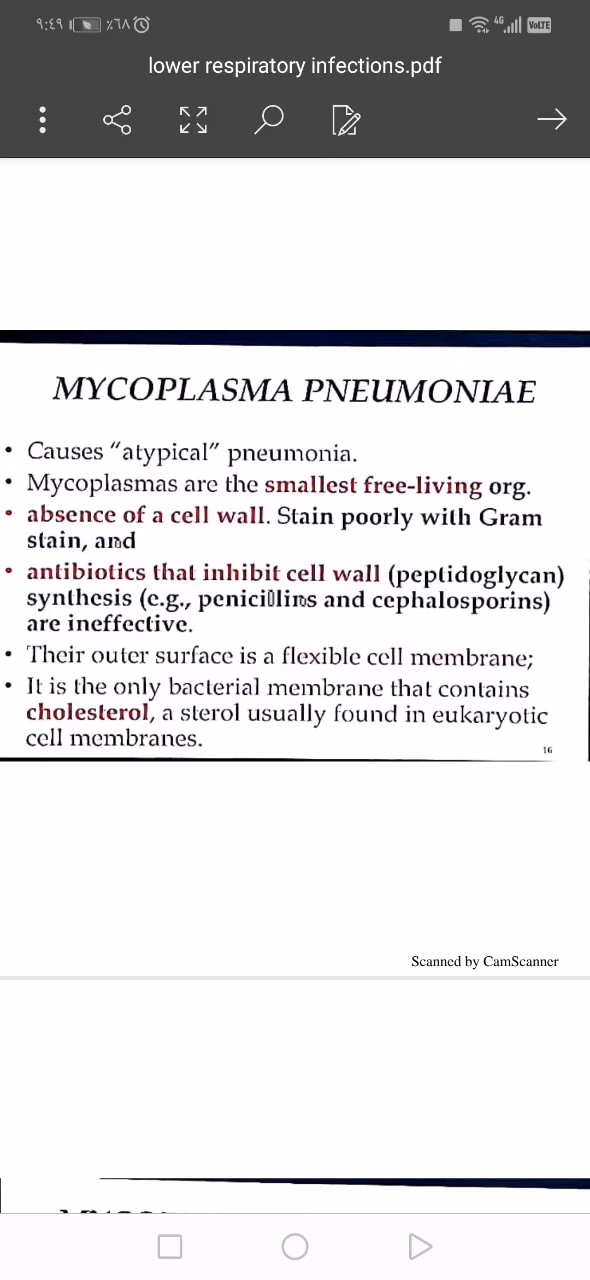 ٩:٤٩ ٪٦٨ 4G VoLTE
lower respiratory infections.pdf
MYCOPLASMA PNEUMONIAE
• Causes “atypical” pneumonia.
• Mycoplasmas are the smallest free-living org.
• absence of a cell wall. Stain poorly with Gram
stain, and
• antibiotics that inhibit cell wall (peptidoglycan)
synthesis (e.g., penicillins and cephalosporins)
are ineffective.
• Their outer surface is a flexible cell membrane;
• It is the only bacterial membrane that contains
cholesterol, a sterol usually found in eukaryotic
cell membranes.
16
Scanned by CamScanner